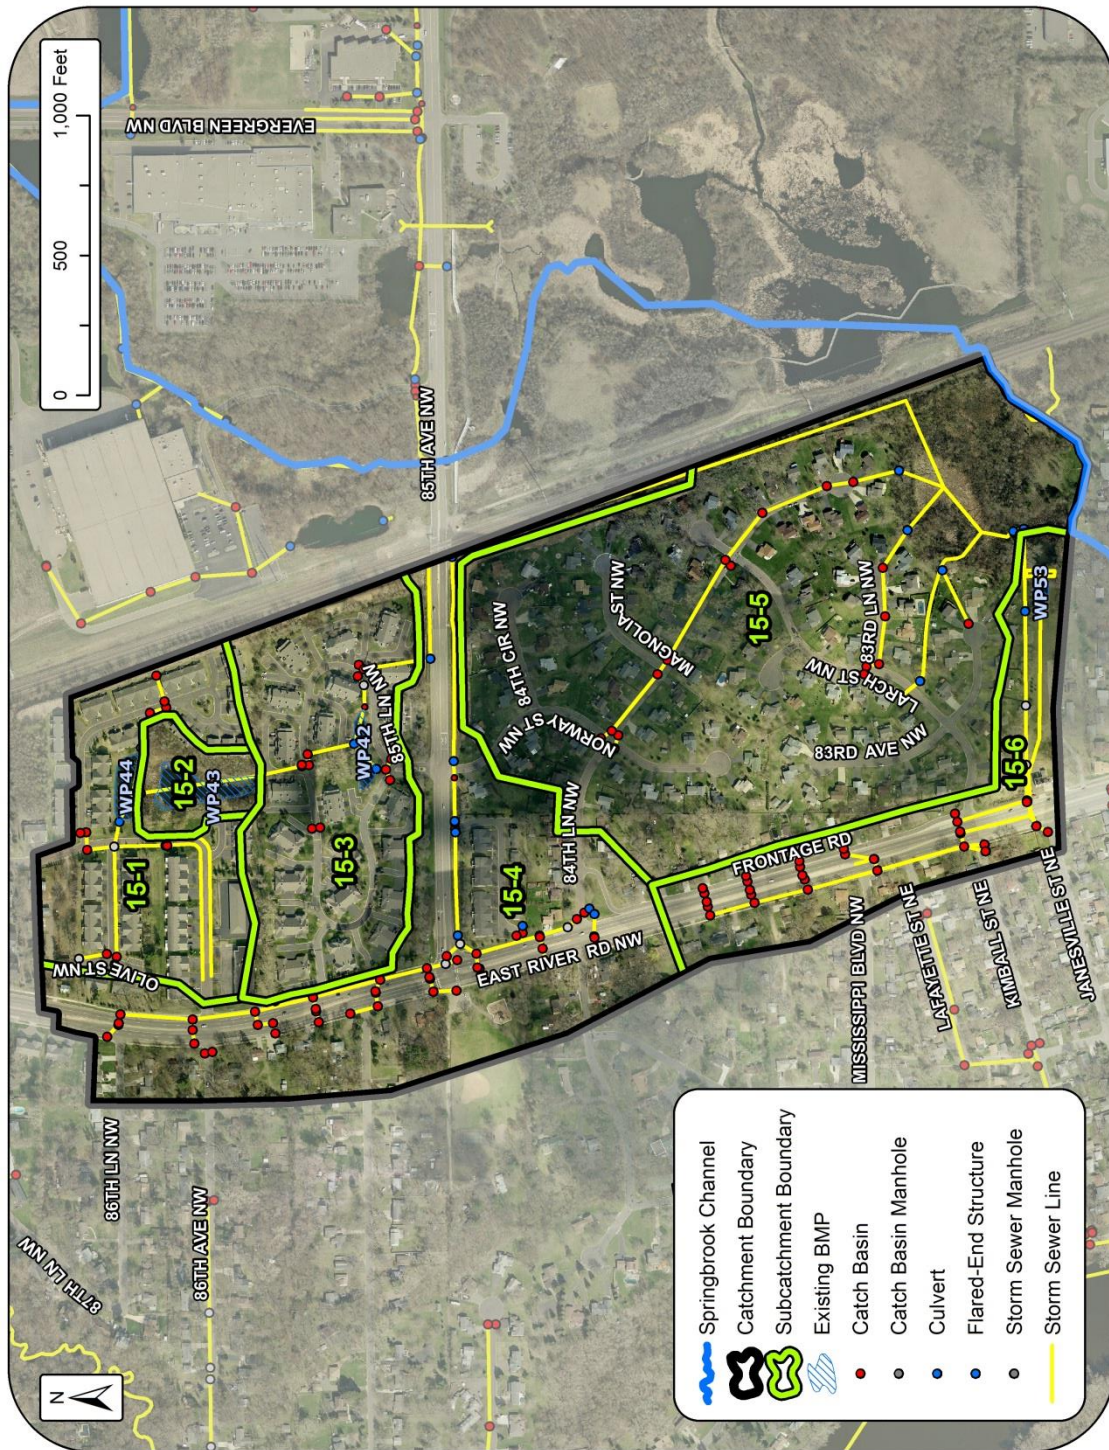 N
0 500 1,000 Feet
87TH LN NW
86TH LN NW
86TH AVE NW
OLIVE ST NW
15-1
WP44
15-2
WP43
15-3
WP42
85TH LN NW
85TH AVE NW
EVERGREEN BLVD NW
EAST RIVER RD NW
15-4
84TH LN NW
NORWAY ST NW
84TH CIR NW
MAGNOLIA ST NW
15-5
FRONTAGE RD
83RD AVE NW
LARCH ST NW
83RD LN NW
MISSISSIPPI BLVD NW
LAFAYETTE ST NE
KIMBALL ST NE
JANESVILLE ST NE
15-6
WP53
Springbrook Channel
Catchment Boundary
Subcatchment Boundary
Existing BMP
Catch Basin
Catch Basin Manhole
Culvert
Flared-End Structure
Storm Sewer Manhole
Storm Sewer Line